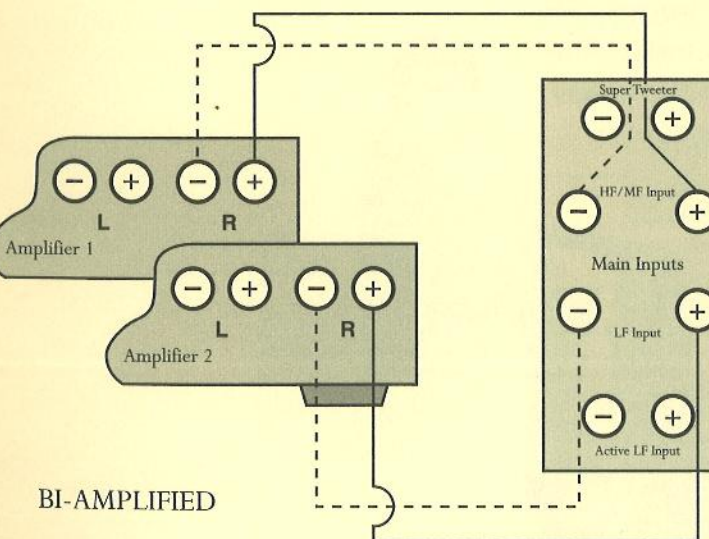 Super Tweeter
− +
− + − +
HF/MF Input
− +
L R
Amplifier 1
Main Inputs
− + − +
− +
L R
LF Input
Amplifier 2
− +
Active LF Input
BI-AMPLIFIED